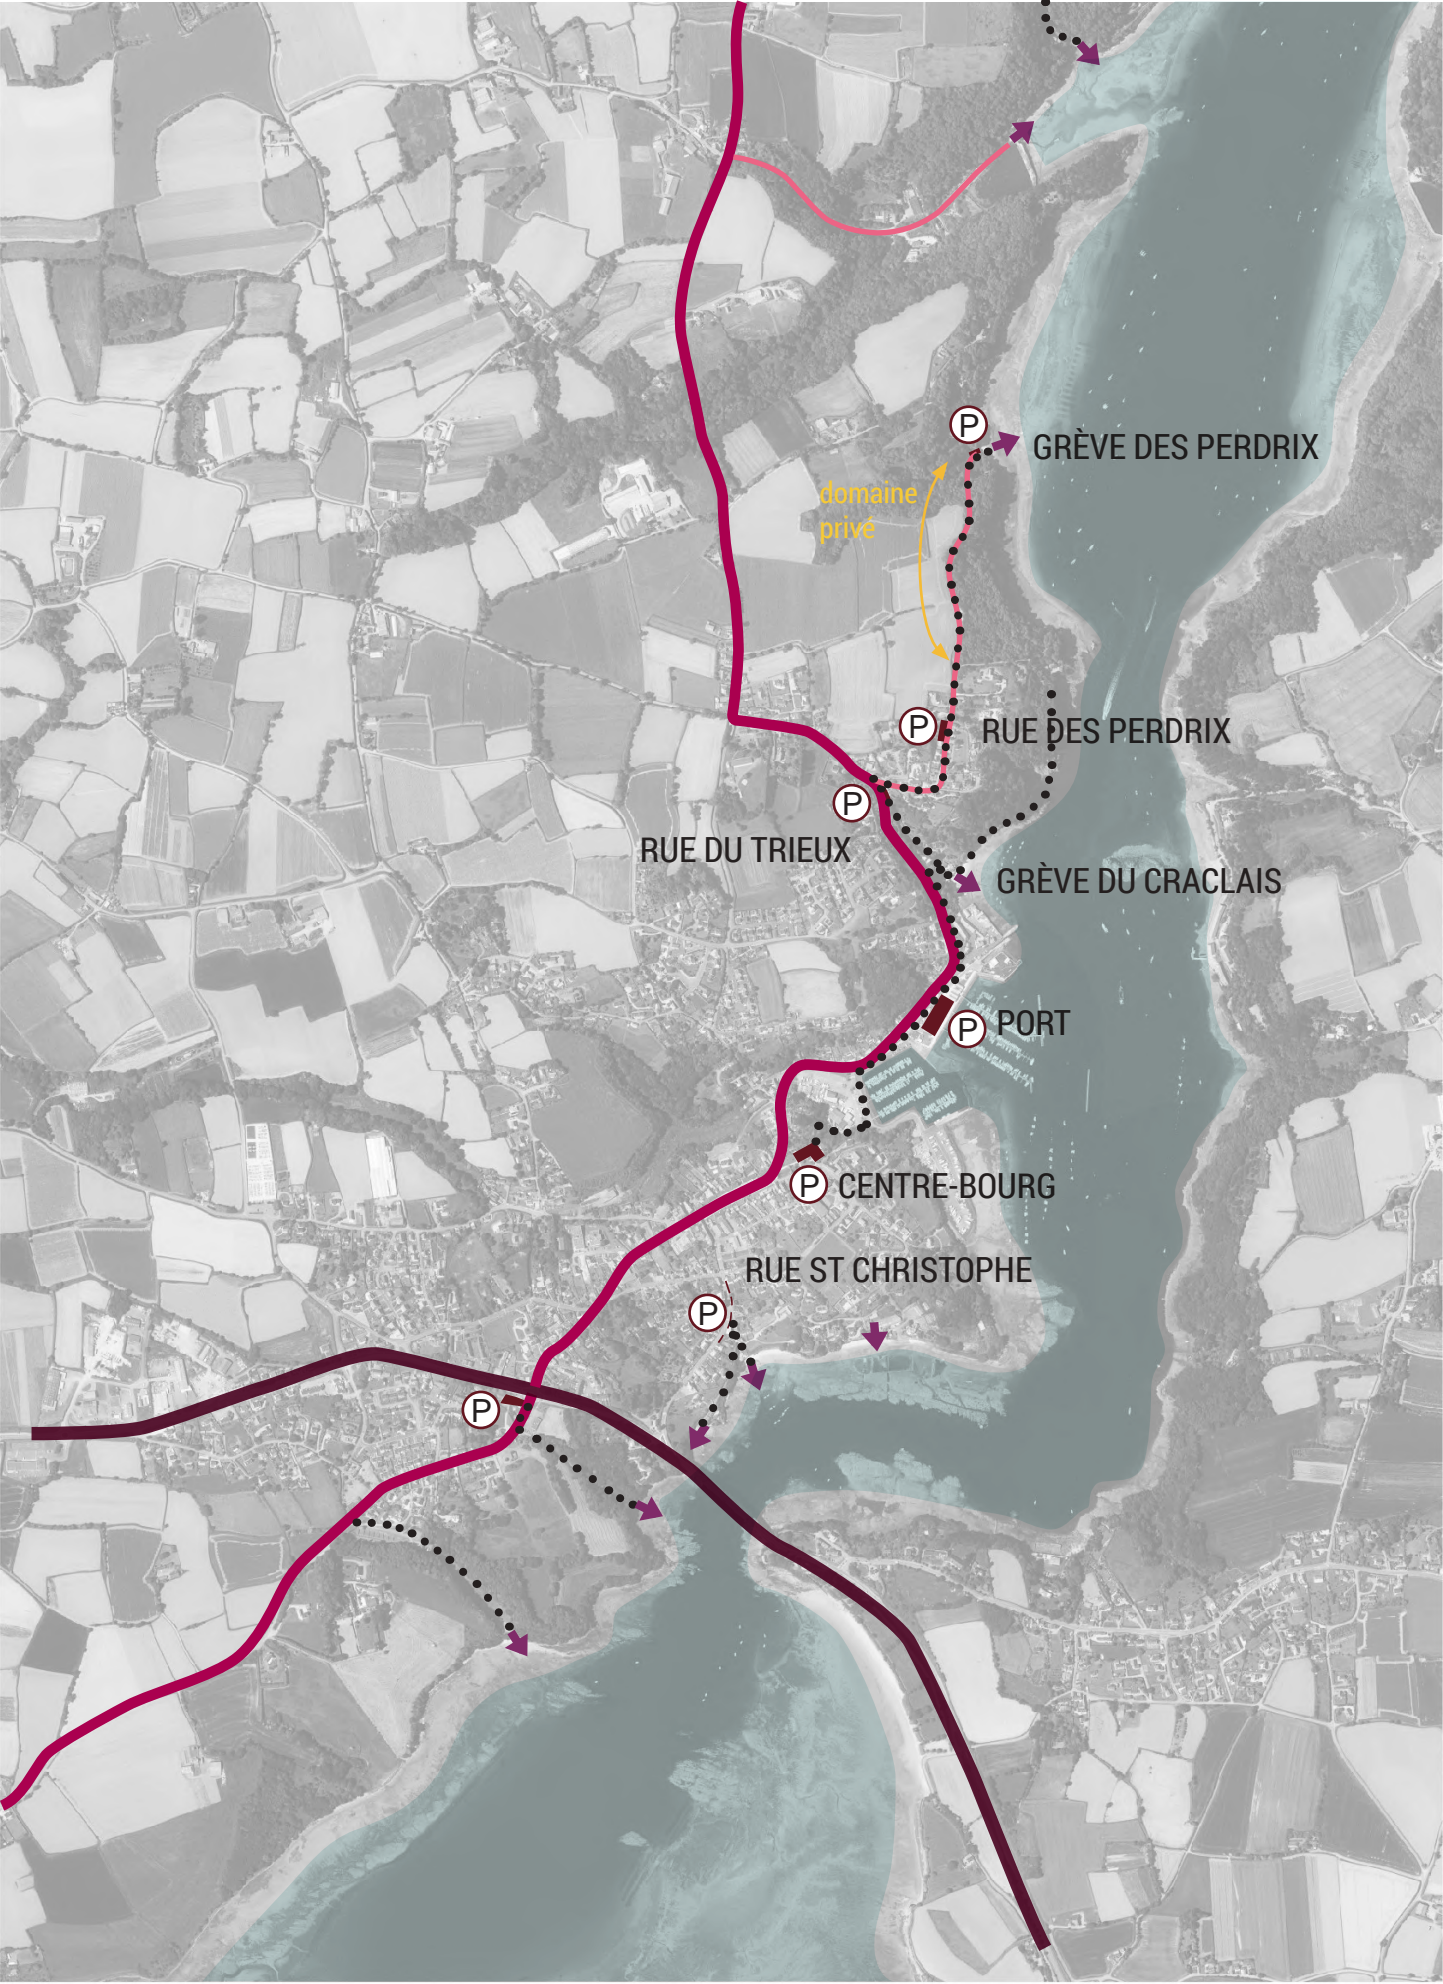 P
GRÈVE DES PERDRIX
domaine
privé
P
RUE DES PERDRIX
P
RUE DU TRIEUX
GRÈVE DU CRACLAIS
P
PORT
P
CENTRE-BOURG
RUE ST CHRISTOPHE
P
P